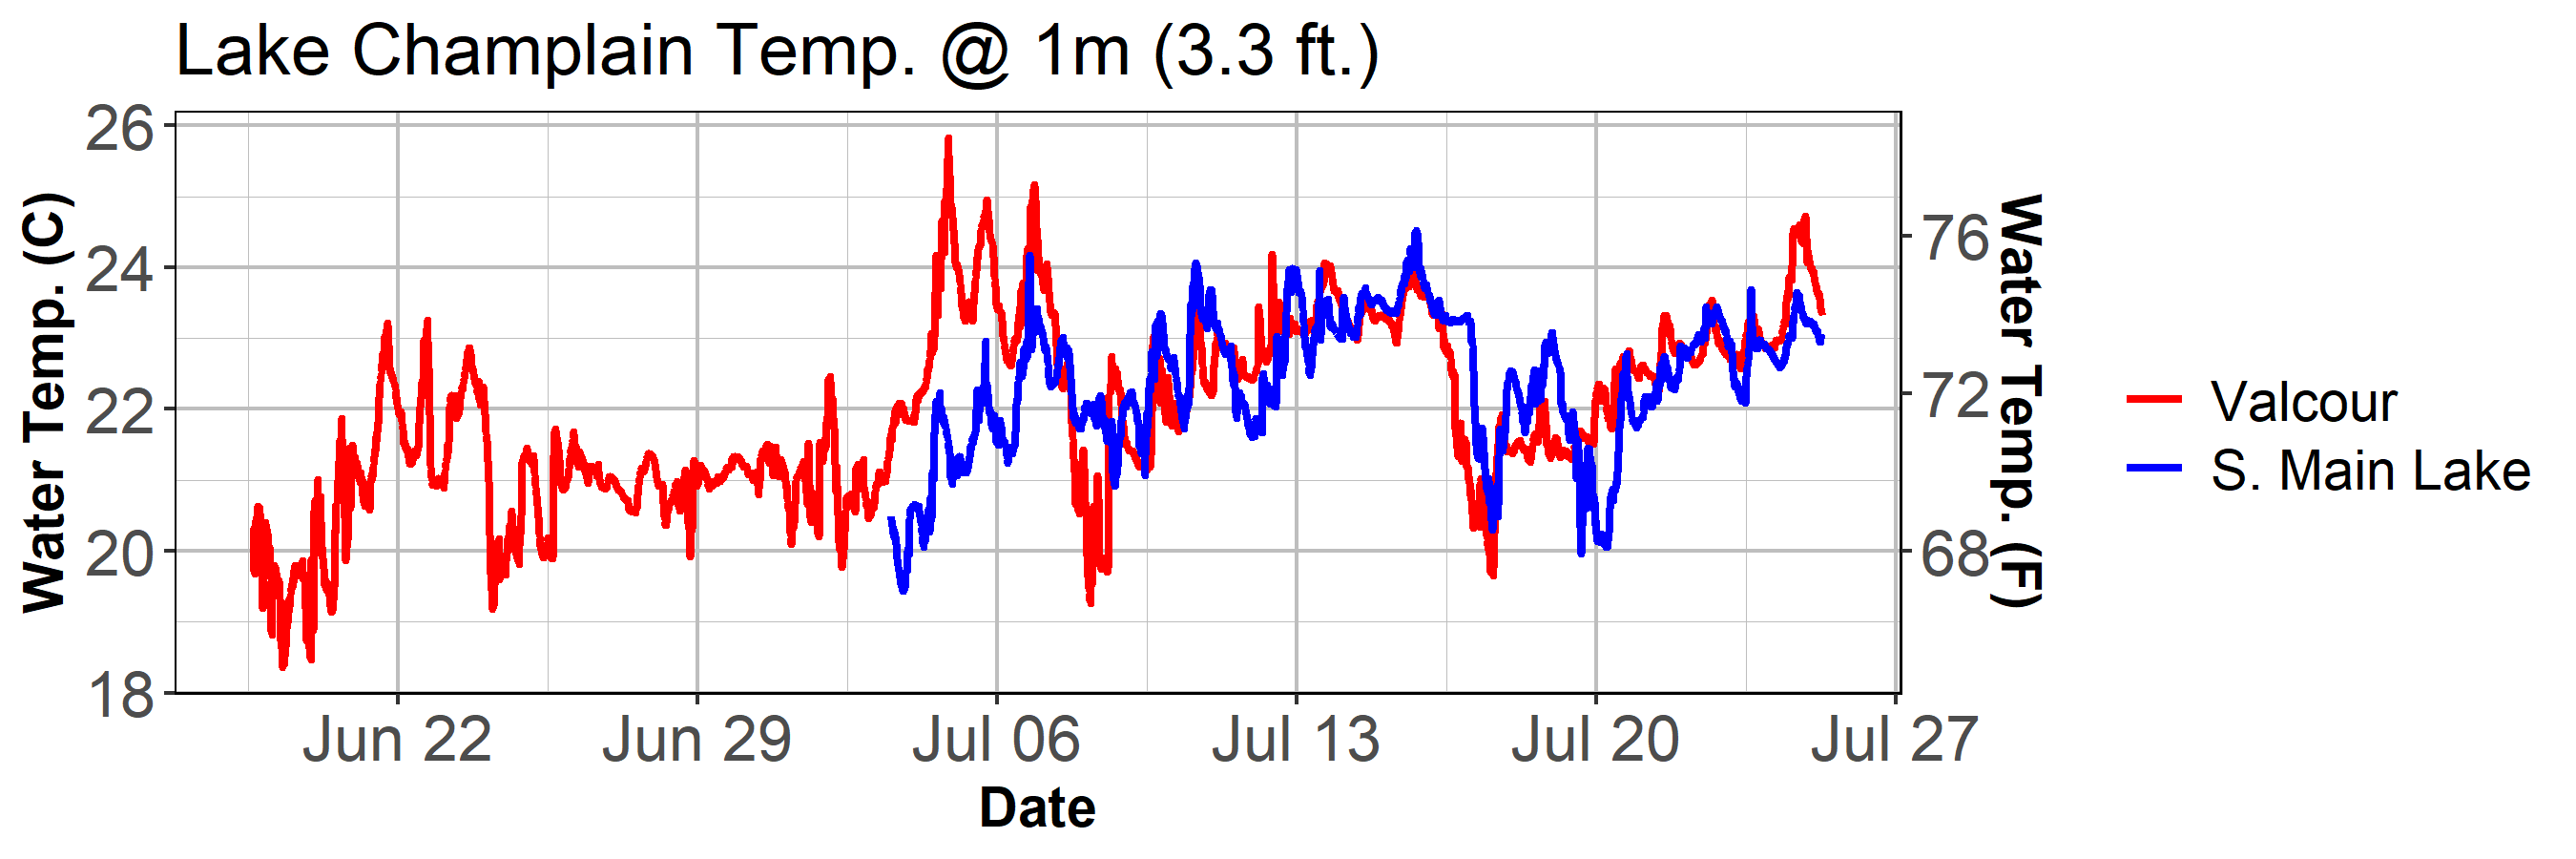 Lake Champlain Temp. @ 1m (3.3 ft.)
Water Temp. (C)
26
24
22
20
18
76
72
68
Water Temp. (F)
Jun 22
Jun 29
Jul 06
Jul 13
Jul 20
Jul 27
Date
Valcour
S. Main Lake